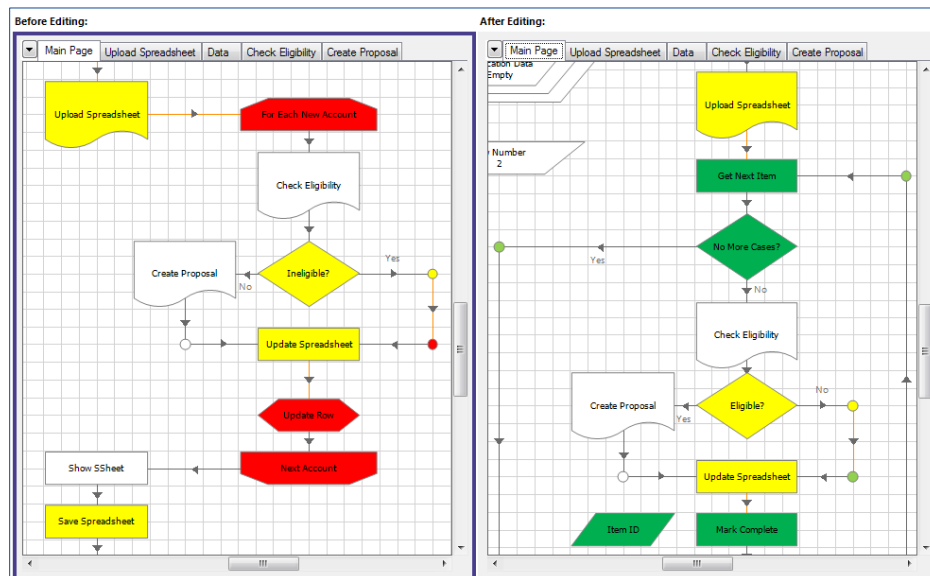 Before Editing:
Main Page Upload Spreadsheet Data Check Eligibility Create Proposal
Upload Spreadsheet
For Each New Account
Check Eligibility
Create Proposal
Ineligible?
Yes
No
Update Spreadsheet
Update Row
Show SSheet
Next Account
Save Spreadsheet
After Editing:
Main Page Upload Spreadsheet Data Check Eligibility Create Proposal
Data
Empty
Upload Spreadsheet
Number
2
Get Next Item
No More Cases?
Yes
No
Check Eligibility
Create Proposal
Eligible?
No
Yes
Update Spreadsheet
Item ID
Mark Complete